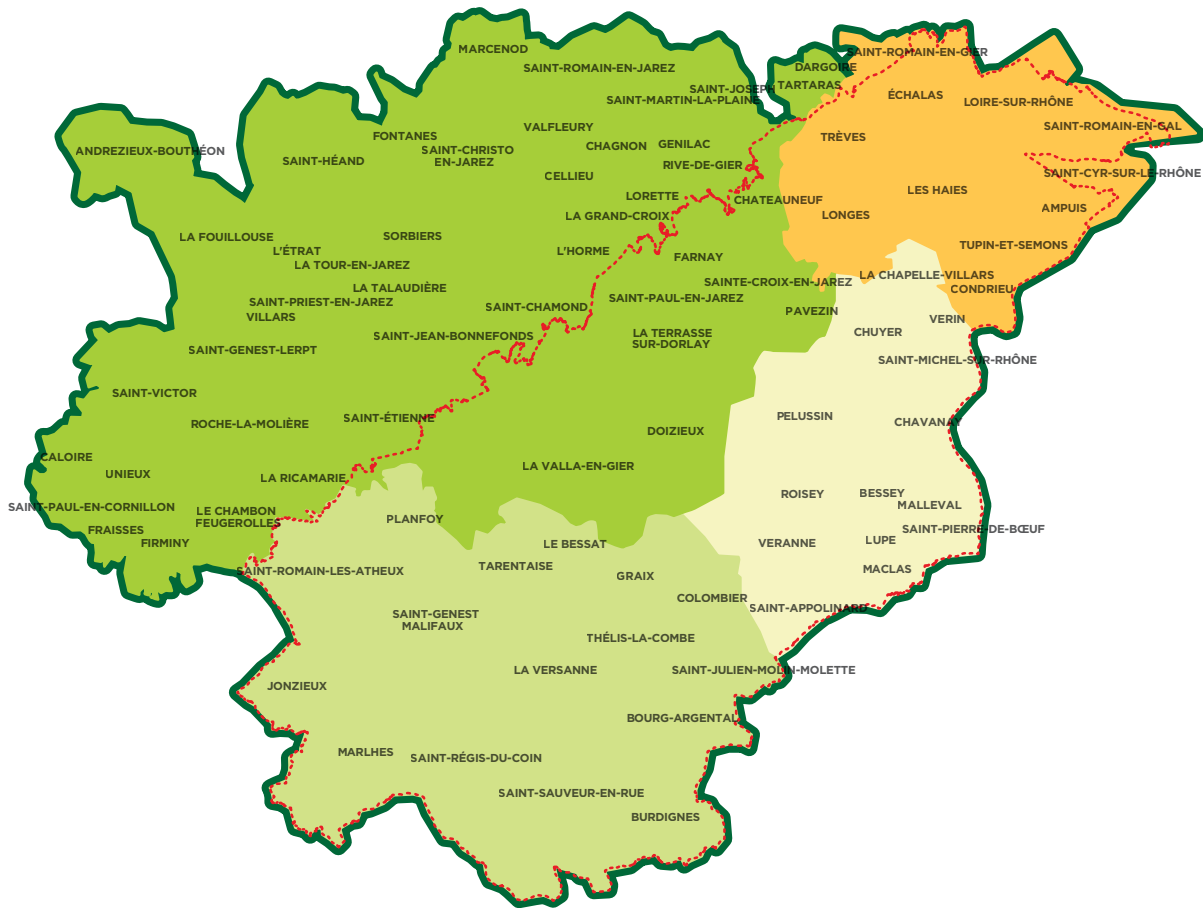 MARCENOD
SAINT-ROMAIN-EN-GIER
SAINT-ROMAIN-EN-JAREZ
DARGOIRE
SAINT-JOSEPH
TARTARAS
SAINT-MARTIN-LA-PLAINE
ÉCHALAS
LOIRE-SUR-RHÔNE
VALFLEURY
SAINT-ROMAIN-EN-GAL
FONTANES
TRÈVES
CHAGNON
GENILAC
ANDREZIEUX-BOUTHÉON
SAINT-CHRISTO
EN-JAREZ
SAINT-HÉAND
RIVE-DE-GIER
SAINT-CYR-SUR-LE-RHÔNE
CELLIEU
LES HAIES
LORETTE
CHATEAUNEUF
AMPUIS
LA GRAND-CROIX
LONGES
LA FOUILLOUSE
SORBIERS
TUPIN-ET-SEMONS
L'ÉTRAT
L'HORME
FARNAY
LA TOUR-EN-JAREZ
LA CHAPELLE-VILLARS
SAINTE-CROIX-EN-JAREZ
LA TALAUDIÈRE
CONDRIEU
SAINT-PRIEST-EN-JAREZ
SAINT-PAUL-EN-JAREZ
SAINT-CHAMOND
PAVEZIN
VILLARS
VERIN
SAINT-JEAN-BONNEFONDS
LA TERRASSE
SUR-DORLAY
CHUYER
SAINT-GENEST-LERPT
SAINT-MICHEL-SUR-RHÔNE
SAINT-VICTOR
PELUSSIN
SAINT-ÉTIENNE
CHAVANAY
ROCHE-LA-MOLIÈRE
DOIZIEUX
CALOIRE
LA VALLA-EN-GIER
UNIEUX
LA RICAMARIE
ROISEY
BESSEY
MALLEVAL
SAINT-PAUL-EN-CORNILLON
LE CHAMBON
FEUGEROLLES
PLANFOY
FRAISSES
SAINT-PIERRE-DE-BŒUF
FIRMINY
LE BESSAT
VERANNE
LUPE
TARENTAISE
SAINT-ROMAIN-LES-ATHEUX
MACLAS
GRAIX
COLOMBIER
SAINT-APPOLINARD
SAINT-GENEST
MALIFAUX
THÉLIS-LA-COMBE
LA VERSANNE
SAINT-JULIEN-MOLIN-MOLETTE
JONZIEUX
BOURG-ARGENTAL
MARLHES
SAINT-RÉGIS-DU-COIN
SAINT-SAUVEUR-EN-RUE
BURDIGNES